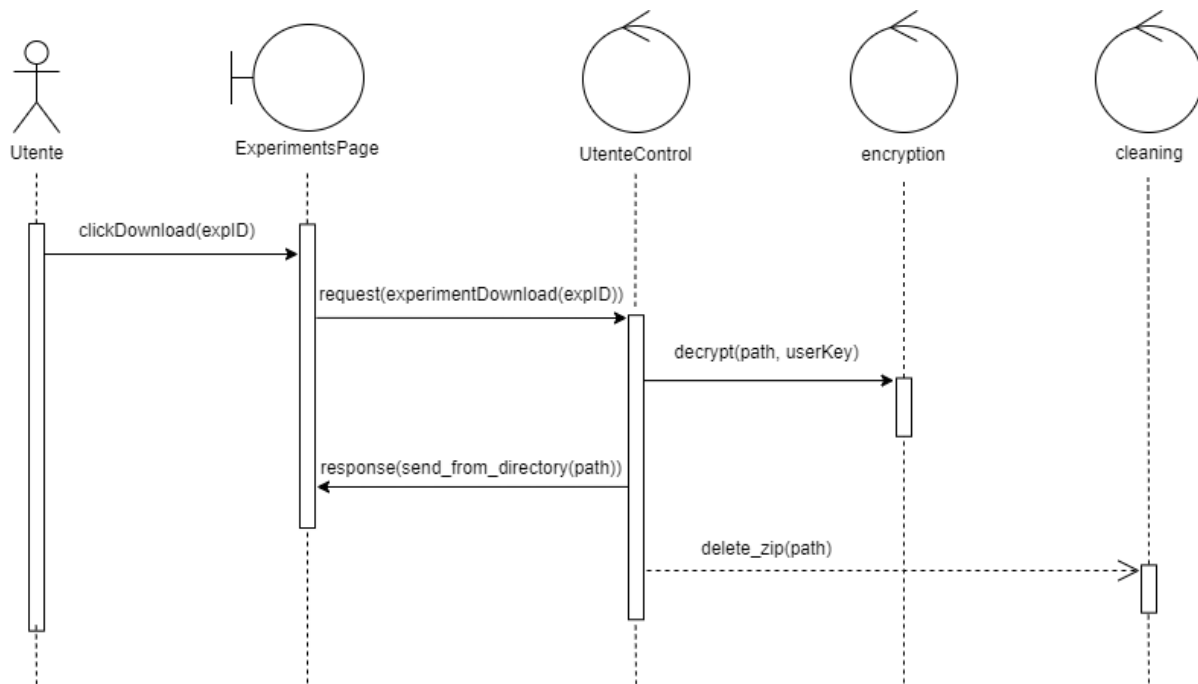 Utente
ExperimentsPage
UtenteControl
encryption
cleaning
clickDownload(expID)
request(experimentDownload(expID))
decrypt(path, userKey)
response(send_from_directory(path))
delete_zip(path)